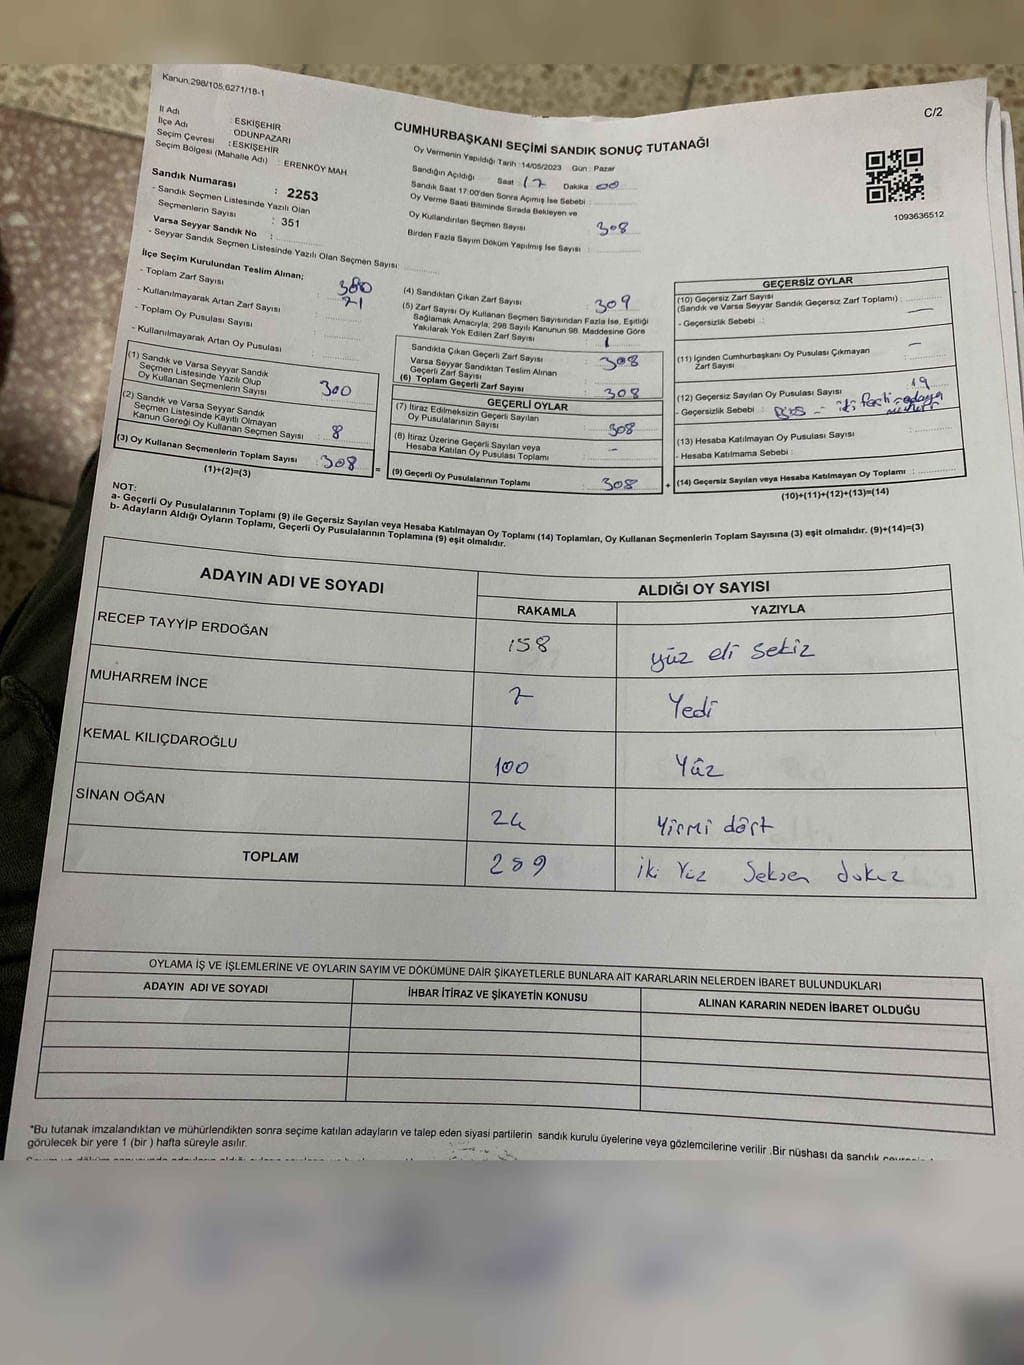 Kanun,298/105,6271/18-1
C/2
İl Adı : ESKİŞEHİR
İlçe Adı ODUNPAZARI
Seçim Çevresi : ESKİŞEHİR
Seçim Bölgesi (Mahalle Adı) : ERENKÖY MAH
CUMHURBAŞKANI SEÇİMİ SANDIK SONUÇ TUTANAĞI
Oy Vermenin Yapıldığı Tarih :14/05/2023 Gün : Pazar
Sandığın Açıldığı Saat : 17 Dakika : 00
Sandık Saat 17:00'den Sonra Açımış İse Sebebi :
Oy Verme Saati Bitiminde Sırada Bekleyen ve
Oy Kullandırılan Seçmen Sayısı 308
Birden Fazla Sayım Döküm Yapılmış İse Sayısı :
1093636512
Sandık Numarası : 2253
- Sandık Seçmen Listesinde Yazılı Olan
Seçmenlerin Sayısı : 351
Varsa Seyyar Sandık No :
- Seyyar Sandık Seçmen Listesinde Yazılı Olan Seçmen Sayısı:
İlçe Seçim Kurulundan Teslim Alınan;
- Toplam Zarf Sayısı : 380
- Kullanılmayarak Artan Zarf Sayısı : 71
- Toplam Oy Pusulası Sayısı
- Kullanılmayarak Artan Oy Pusulası
(1) Sandık ve Varsa Seyyar Sandık
Seçmen Listesinde Yazılı Olup
Oy Kullanan Seçmenlerin Sayısı 300
(2) Sandık ve Varsa Seyyar Sandık
Seçmen Listesinde Kayıtlı Olmayan
Kanun Gereği Oy Kullanan Seçmen Sayısı : 8
(3) Oy Kullanan Seçmenlerin Toplam Sayısı : 308
(1)+(2)=(3)
=
(4) Sandıktan Çıkan Zarf Sayısı : 309
(5) Zarf Sayısı Oy Kullanan Seçmen Sayısından Fazla İse, Eşitliği
Sağlamak Amacıyla, 298 Sayılı Kanunun 98. Maddesine Göre
Yakılarak Yok Edilen Zarf Sayısı : 1
Sandıkta Çıkan Geçerli Zarf Sayısı : 308
Varsa Seyyar Sandıktan Teslim Alınan
Geçerli Zarf Sayısı
(6) Toplam Geçerli Zarf Sayısı 308
GEÇERLİ OYLAR
(7) İtiraz Edilmeksizin Geçerli Sayılan
Oy Pusulalarının Sayısı 308
(8) İtiraz Üzerine Geçerli Sayılan veya
Hesaba Katılan Oy Pusulası Toplamı -
(9) Geçerli Oy Pusulalarının Toplamı : 308
+
GEÇERSİZ OYLAR
(10) Geçersiz Zarf Sayısı
(Sandık ve Varsa Seyyar Sandık Geçersiz Zarf Toplamı) :
- Geçersizlik Sebebi : —
(11) İçinden Cumhurbaşkanı Oy Pusulası Çıkmayan
Zarf Sayısı —
(12) Geçersiz Sayılan Oy Pusulası Sayısı : 19
- Geçersizlik Sebebi : iki
(13) Hesaba Katılmayan Oy Pusulası Sayısı :
- Hesaba Katılmama Sebebi :
(14) Geçersiz Sayılan veya Hesaba Katılmayan Oy Toplamı :
(10)+(11)+(12)+(13)=(14)
NOT:
a- Geçerli Oy Pusulalarının Toplamı (9) ile Geçersiz Sayılan veya Hesaba Katılmayan Oy Toplamı (14) Toplamları, Oy Kullanan Seçmenlerin Toplam Sayısına (3) eşit olmalıdır. (9)+(14)=(3)
b- Adayların Aldığı Oyların Toplamı, Geçerli Oy Pusulalarının Toplamına (9) eşit olmalıdır.
ADAYIN ADI VE SOYADI ALDIĞI OY SAYISI
RAKAMLA YAZIYLA
RECEP TAYYİP ERDOĞAN 158 yüz eli sekiz
MUHARREM İNCE 7 Yedi
KEMAL KILIÇDAROĞLU 100 Yüz
SİNAN OĞAN 24 Yirmi dört
TOPLAM 289 iki Yüz Seksen dokuz
OYLAMA İŞ VE İŞLEMLERİNE VE OYLARIN SAYIM VE DÖKÜMÜNE DAİR ŞİKAYETLERLE BUNLARA AİT KARARLARIN NELERDEN İBARET BULUNDUKLARI
ADAYIN ADI VE SOYADI İHBAR İTİRAZ VE ŞİKAYETİN KONUSU ALINAN KARARIN NEDEN İBARET OLDUĞU
*Bu tutanak imzalandıktan ve mühürlendikten sonra seçime katılan adayların ve talep eden siyasi partilerin sandık kurulu üyelerine veya gözlemcilerine verilir .Bir nüshası da sandık
görülecek bir yere 1 (bir ) hafta süreyle asılır.